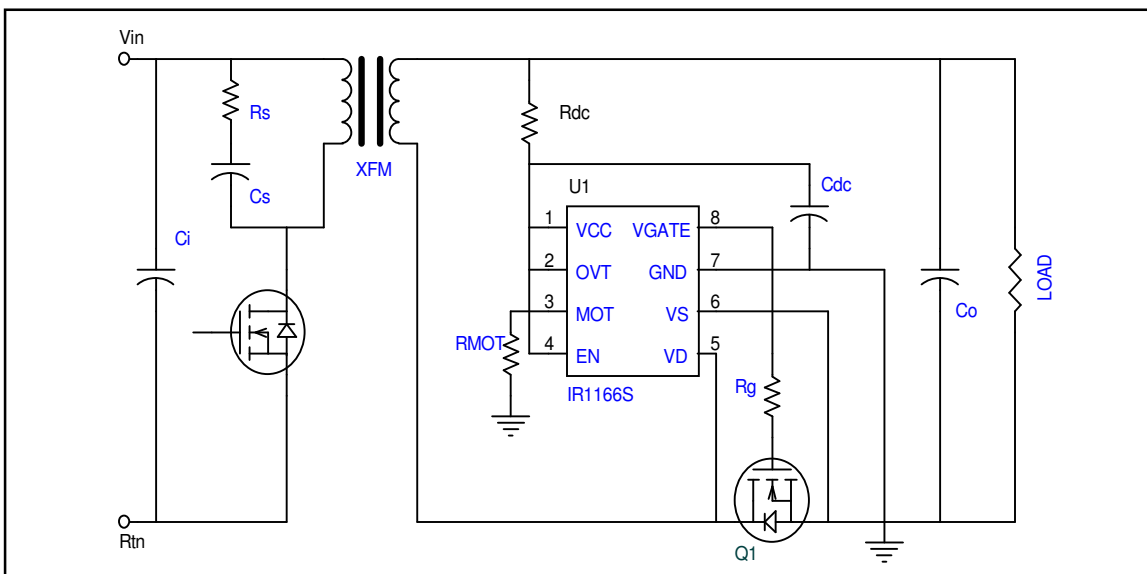 Vin
Rs
Cs
Ci
Rtn
XFM
Rdc
Cdc
U1
1 VCC VGATE 8
2 OVT GND 7
3 MOT VS 6
4 EN VD 5
IR1166S
RMOT
Rg
Q1
Co
LOAD